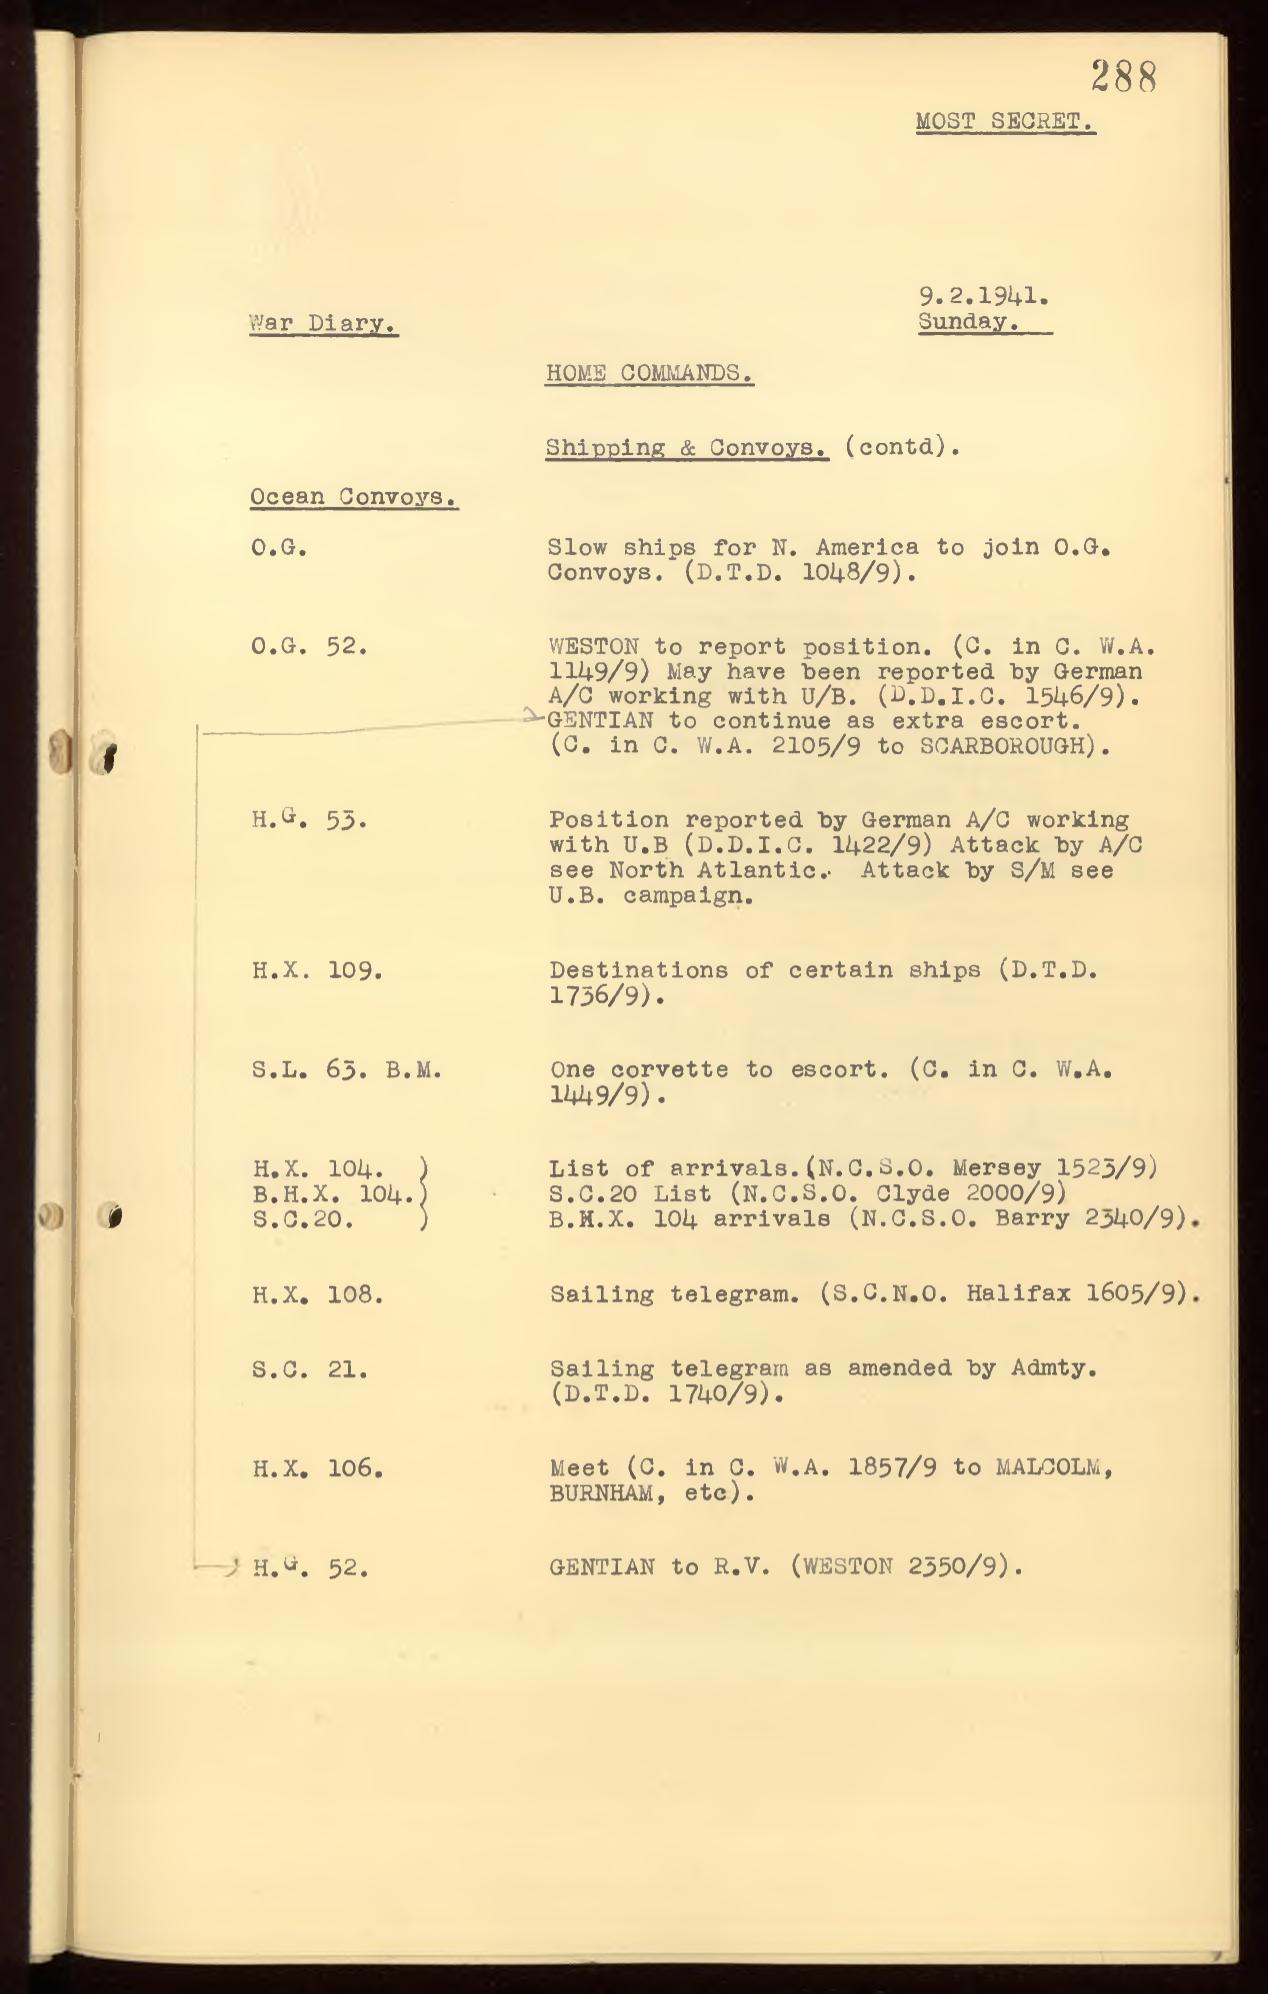 288
MOST SECRET.
9.2.1941.
War Diary.
Sunday.
HOME COMMANDS.
Shipping & Convoys. (contd).
Ocean Convoys.
O.G. Slow ships for N. America to join O.G.
Convoys. (D.T.D. 1048/9).
O.G. 52. WESTON to report position. (C. in C. W.A.
1149/9) May have been reported by German
A/C working with U/B. (D.D.I.C. 1546/9).
GENTIAN to continue as extra escort.
(C. in C. W.A. 2105/9 to SCARBOROUGH).
H.G. 53. Position reported by German A/C working
with U.B (D.D.I.C. 1422/9) Attack by A/C
see North Atlantic. Attack by S/M see
U.B. campaign.
H.X. 109. Destinations of certain ships (D.T.D.
1736/9).
S.L. 63. B.M. One corvette to escort. (C. in C. W.A.
1449/9).
H.X. 104. ) List of arrivals.(N.C.S.O. Mersey 1523/9)
B.H.X. 104.) S.C.20 List (N.C.S.O. Clyde 2000/9)
S.C.20. ) B.H.X. 104 arrivals (N.C.S.O. Barry 2340/9).
H.X. 108. Sailing telegram. (S.C.N.O. Halifax 1605/9).
S.C. 21. Sailing telegram as amended by Admty.
(D.T.D. 1740/9).
H.X. 106. Meet (C. in C. W.A. 1857/9 to MALCOLM,
BURNHAM, etc).
H.G. 52. GENTIAN to R.V. (WESTON 2350/9).